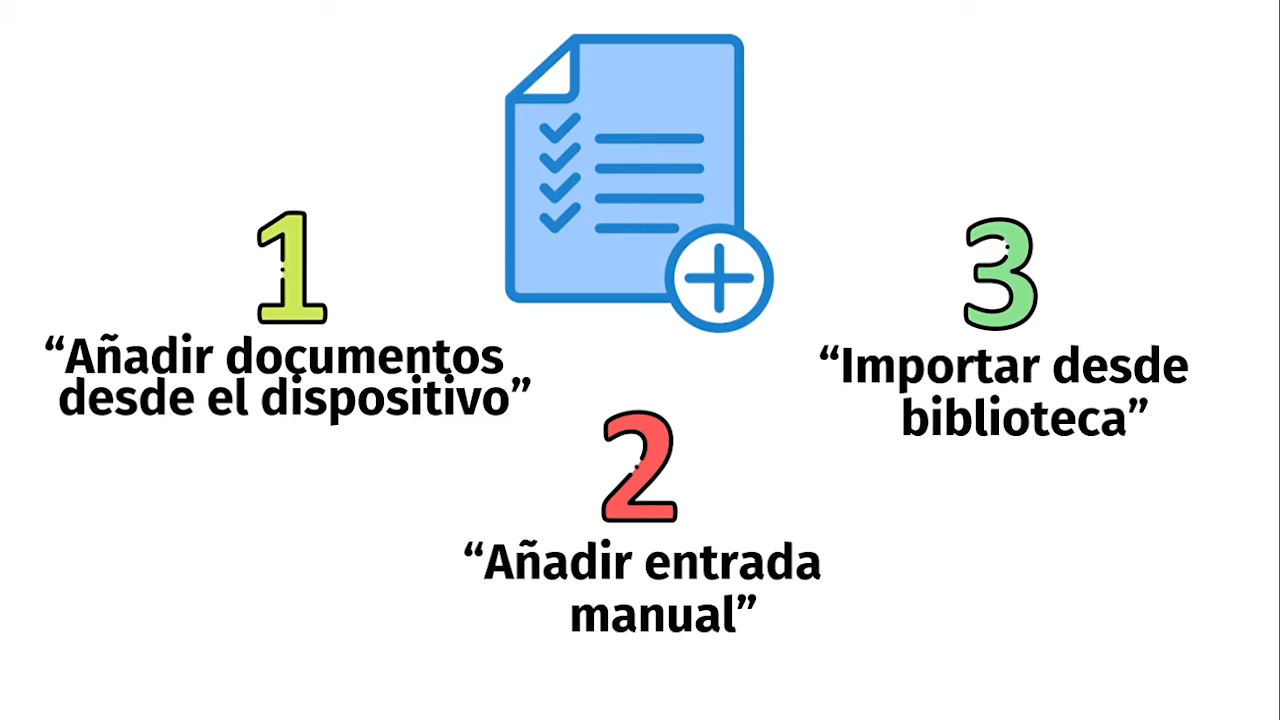 1
“Añadir documentos
desde el dispositivo”
2
“Añadir entrada
manual”
3
“Importar desde
biblioteca”